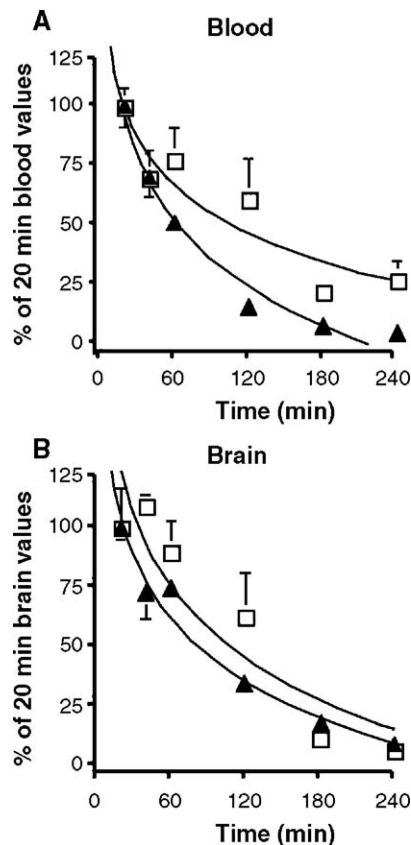 A
Blood
% of 20 min blood values
125
100
75
50
25
0
0 60 120 180 240
Time (min)
B
Brain
% of 20 min brain values
125
100
75
50
25
0
0 60 120 180 240
Time (min)